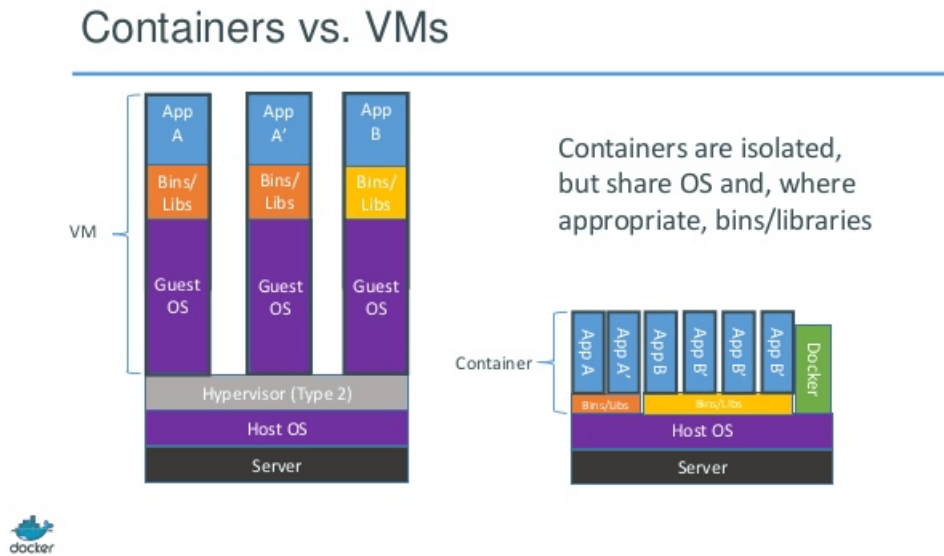 Containers vs. VMs
App
A
App
A'
App
B
Bins/
Libs
Bins/
Libs
Bins/
Libs
VM
Guest
OS
Guest
OS
Guest
OS
Hypervisor (Type 2)
Host OS
Server
Containers are isolated,
but share OS and, where
appropriate, bins/libraries
Container
App A
App A'
App B
App B'
App B'
App B'
Docker
Bins/Libs
Bins/Libs
Host OS
Server
docker